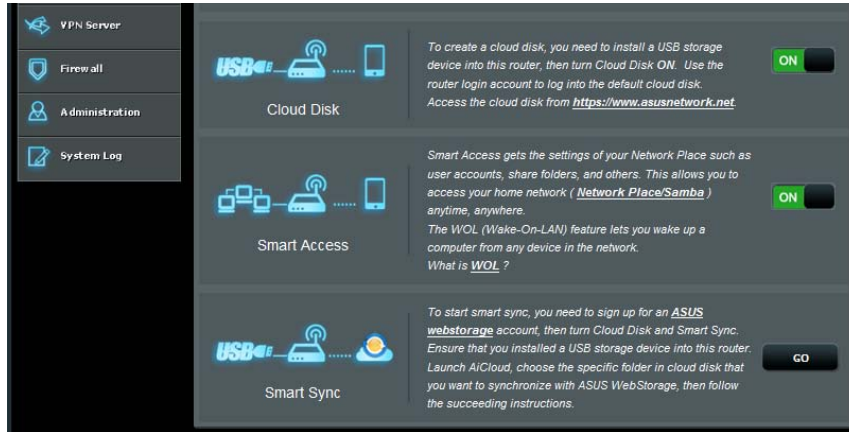 VPN Server
Firewall
Administration
System Log
USB
Cloud Disk
To create a cloud disk, you need to install a USB storage
device into this router, then turn Cloud Disk ON. Use the
router login account to log into the default cloud disk.
Access the cloud disk from https://www.asusnetwork.net.
ON
Smart Access
Smart Access gets the settings of your Network Place such as
user accounts, share folders, and others. This allows you to
access your home network ( Network Place/Samba )
anytime, anywhere.
The WOL (Wake-On-LAN) feature lets you wake up a
computer from any device in the network.
What is WOL ?
ON
USB
Smart Sync
To start smart sync, you need to sign up for an ASUS
webstorage account, then turn Cloud Disk and Smart Sync.
Ensure that you installed a USB storage device into this router.
Launch AiCloud, choose the specific folder in cloud disk that
you want to synchronize with ASUS WebStorage, then follow
the succeeding instructions.
GO